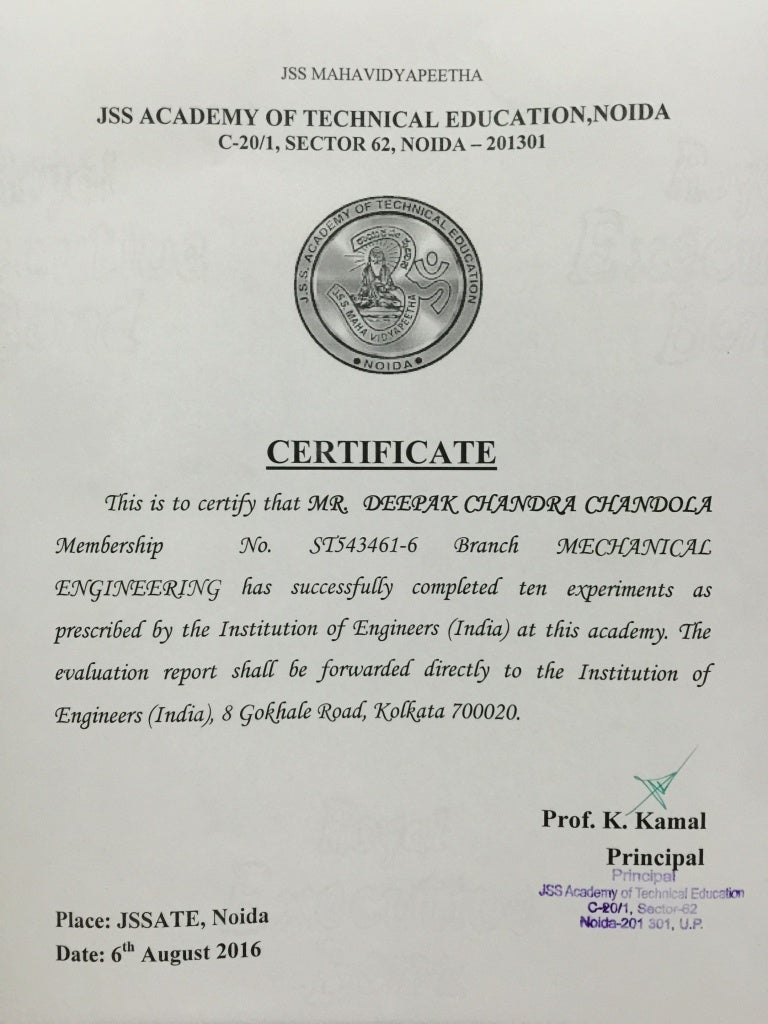 JSS MAHAVIDYAPEETHA
JSS ACADEMY OF TECHNICAL EDUCATION,NOIDA
C-20/1, SECTOR 62, NOIDA – 201301
J.S.S. ACADEMY OF TECHNICAL EDUCATION
J.S.S. MAHA VIDYAPEETHA
NOIDA
CERTIFICATE
This is to certify that MR. DEEPAK CHANDRA CHANDOLA
Membership No. ST543461-6 Branch MECHANICAL
ENGINEERING has successfully completed ten experiments as
prescribed by the Institution of Engineers (India) at this academy. The
evaluation report shall be forwarded directly to the Institution of
Engineers (India), 8 Gokhale Road, Kolkata 700020.
Prof. K. Kamal
Principal
Principal
JSS Academy of Technical Education
C-20/1, Sector-62
Noida-201 301, U.P.
Place: JSSATE, Noida
Date: 6th August 2016